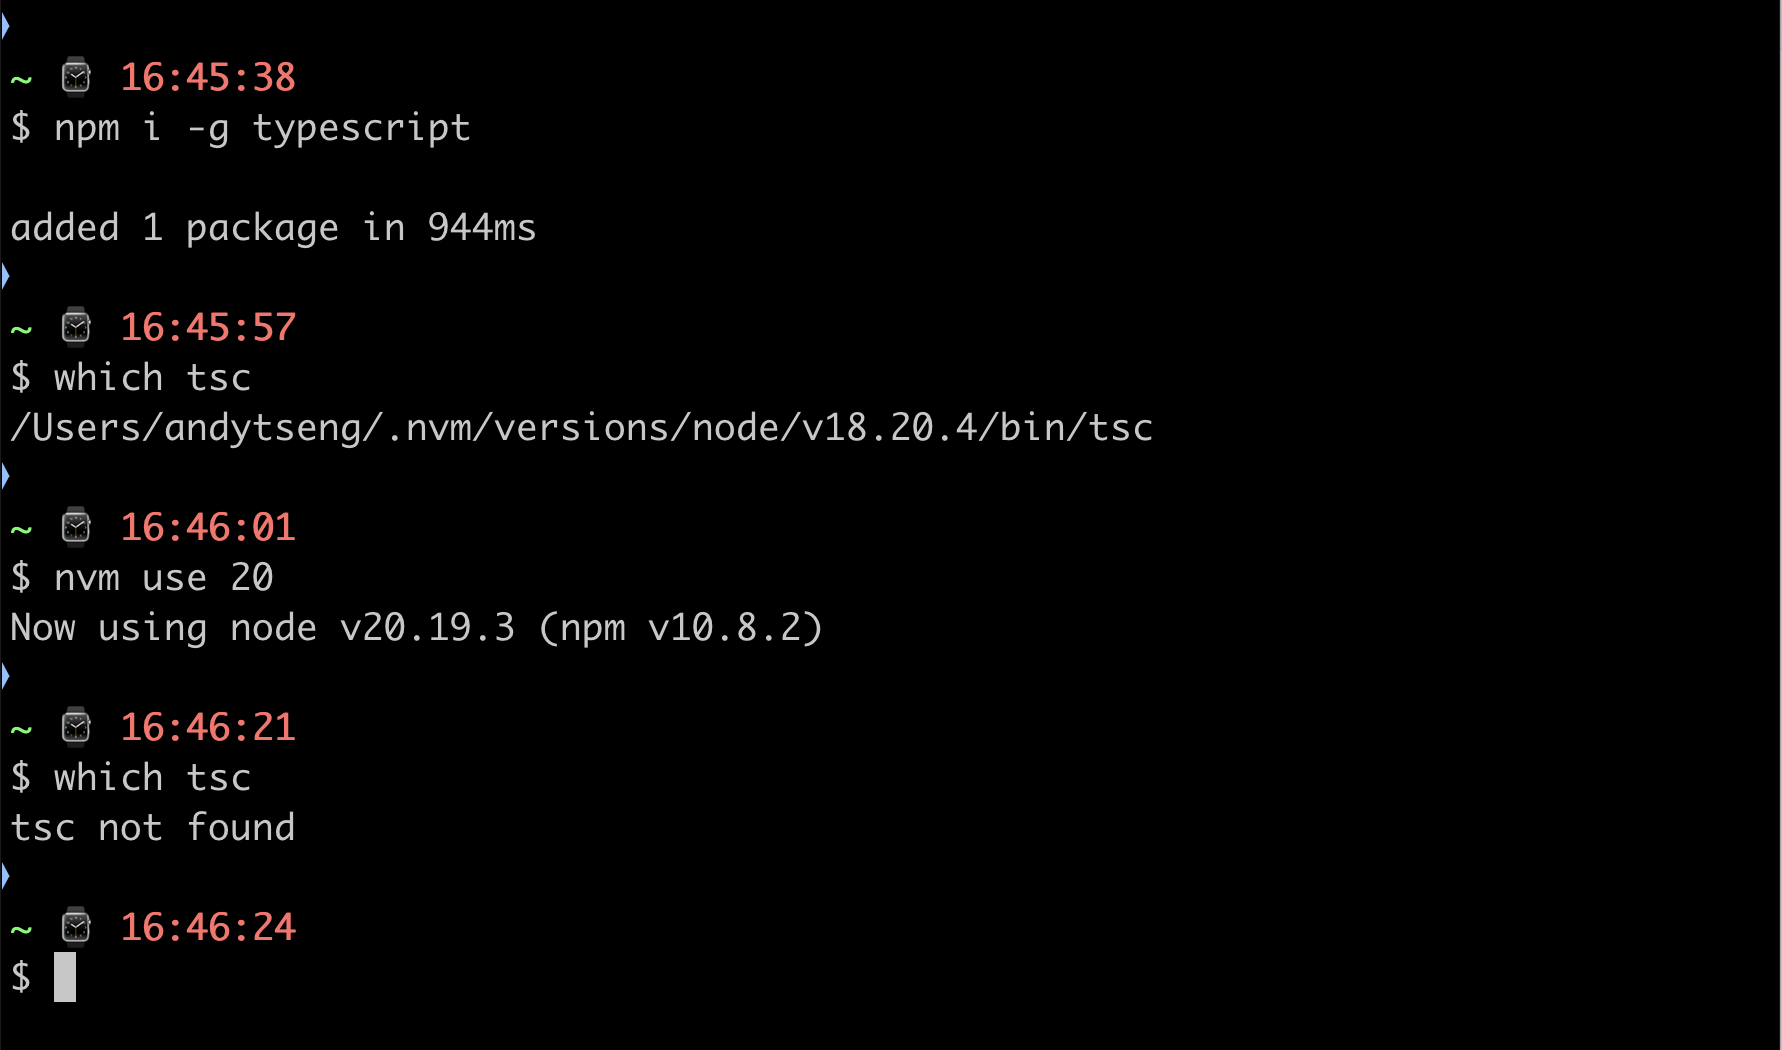 ~ ⌚ 16:45:38
$ npm i -g typescript
added 1 package in 944ms
~ ⌚ 16:45:57
$ which tsc
/Users/andytseng/.nvm/versions/node/v18.20.4/bin/tsc
~ ⌚ 16:46:01
$ nvm use 20
Now using node v20.19.3 (npm v10.8.2)
~ ⌚ 16:46:21
$ which tsc
tsc not found
~ ⌚ 16:46:24
$